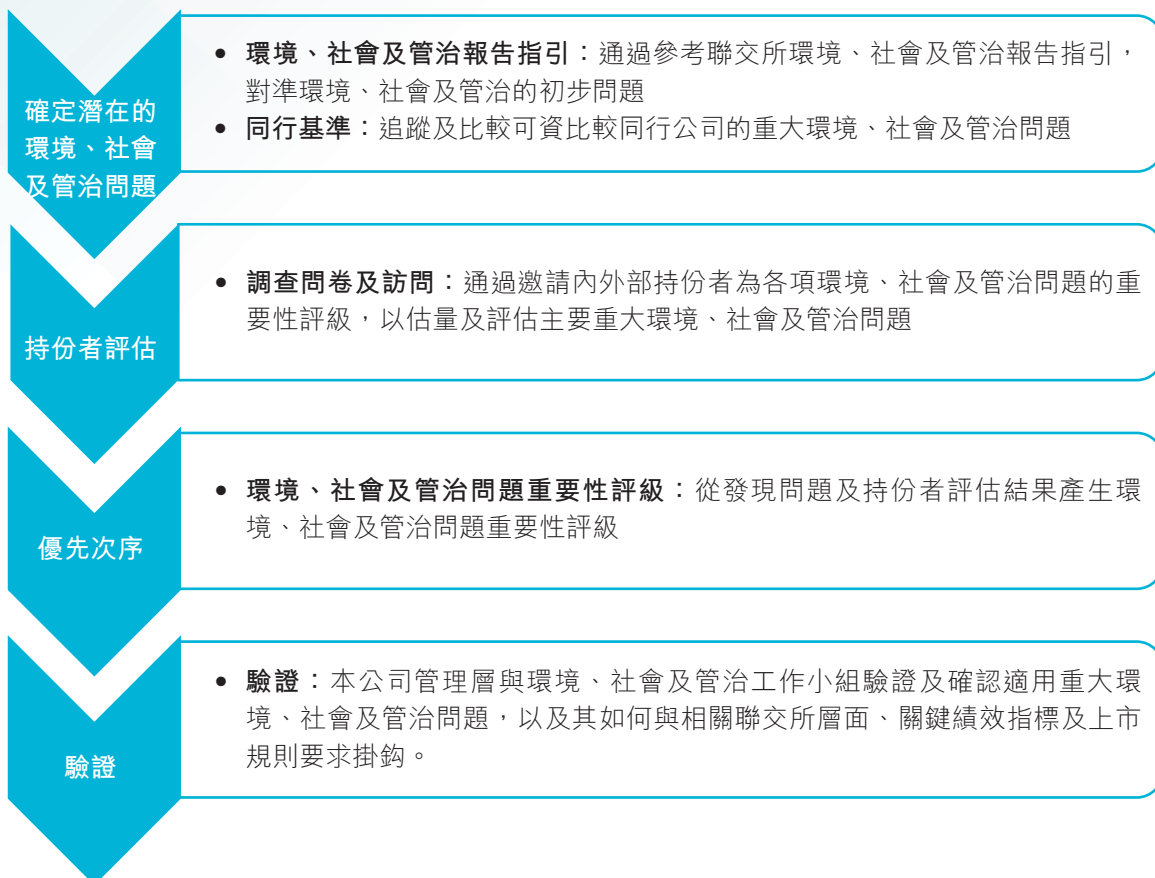 確定潛在的
環境、社會
及管治問題
• 環境、社會及管治報告指引：通過參考聯交所環境、社會及管治報告指引，
對準環境、社會及管治的初步問題
• 同行基準：追蹤及比較可資比較同行公司的重大環境、社會及管治問題
持份者評估
• 調查問卷及訪問：通過邀請內外部持份者為各項環境、社會及管治問題的重
要性評級，以估量及評估主要重大環境、社會及管治問題
優先次序
• 環境、社會及管治問題重要性評級：從發現問題及持份者評估結果產生環
境、社會及管治問題重要性評級
驗證
• 驗證：本公司管理層與環境、社會及管治工作小組驗證及確認適用重大環
境、社會及管治問題，以及其如何與相關聯交所層面、關鍵績效指標及上市
規則要求掛鈎。